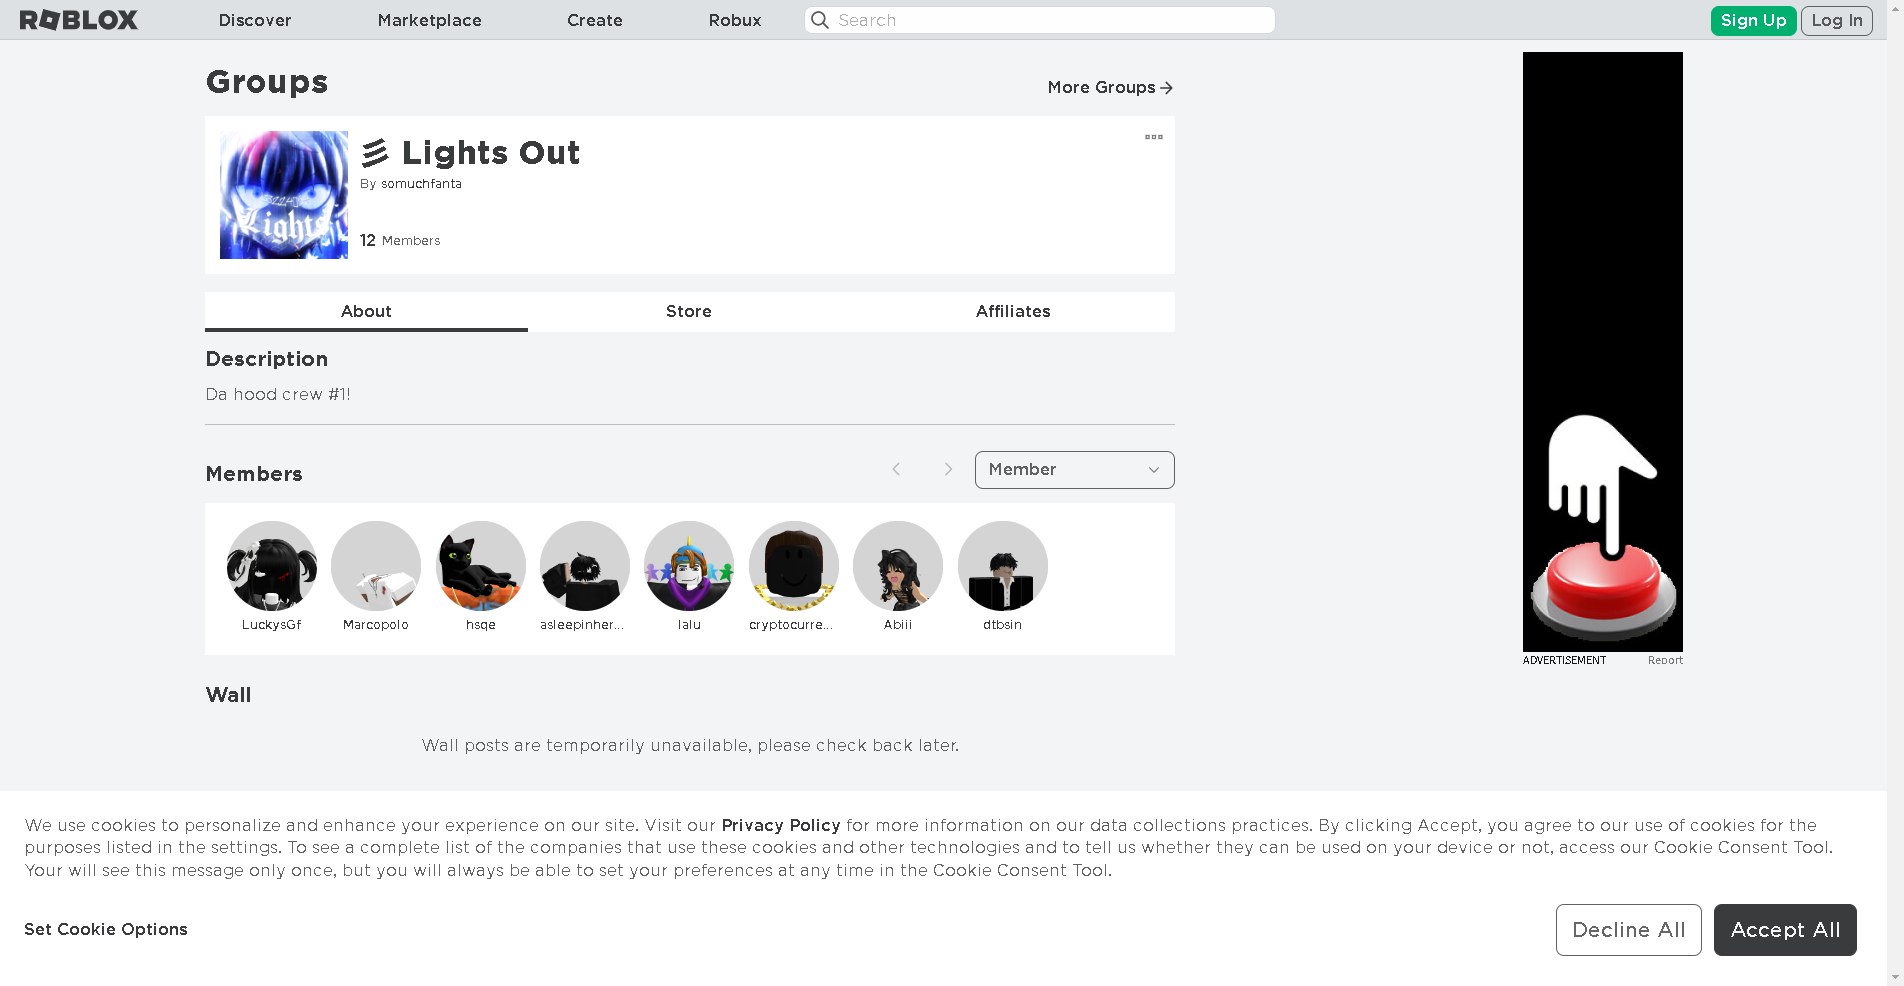 ROBLOX Discover Marketplace Create Robux Search Sign Up Log In
Groups
More Groups
彡 Lights Out
By somuchfanta
Lights
12 Members
About Store Affiliates
Description
Da hood crew #1!
Members
Member
LuckysGf Marcopolo hsqe asleepinher... lalu cryptocurre... Abiii dtbsin
ADVERTISEMENT Report
Wall
Wall posts are temporarily unavailable, please check back later.
We use cookies to personalize and enhance your experience on our site. Visit our Privacy Policy for more information on our data collections practices. By clicking Accept, you agree to our use of cookies for the
purposes listed in the settings. To see a complete list of the companies that use these cookies and other technologies and to tell us whether they can be used on your device or not, access our Cookie Consent Tool.
Your will see this message only once, but you will always be able to set your preferences at any time in the Cookie Consent Tool.
Set Cookie Options
Decline All Accept All